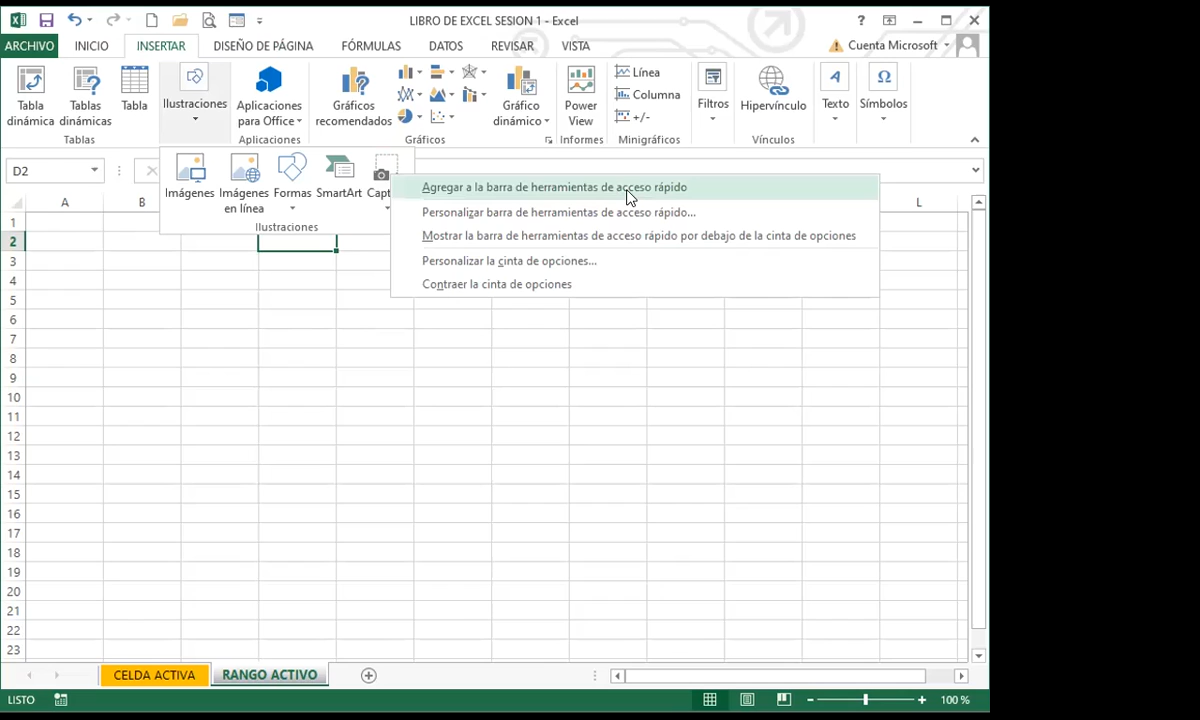 LIBRO DE EXCEL SESION 1 - Excel
?
ARCHIVO INICIO INSERTAR DISEÑO DE PÁGINA FÓRMULAS DATOS REVISAR VISTA Cuenta Microsoft
Tabla dinámica
Tablas dinámicas
Tabla
Ilustraciones
Aplicaciones para Office
Gráficos recomendados
Gráfico dinámico
Power View
Línea
Columna
+/-
Filtros
Hipervínculo
Texto
Símbolos
Tablas Aplicaciones Gráficos Informes Minigráficos Vínculos
D2
Imágenes
Imágenes en línea
Formas
SmartArt
Capt
Ilustraciones
Agregar a la barra de herramientas de acceso rápido
Personalizar barra de herramientas de acceso rápido...
Mostrar la barra de herramientas de acceso rápido por debajo de la cinta de opciones
Personalizar la cinta de opciones...
Contraer la cinta de opciones
A B L
1
2
3
4
5
6
7
8
9
10
11
12
13
14
15
16
17
18
19
20
21
22
23
CELDA ACTIVA RANGO ACTIVO
LISTO 100 %